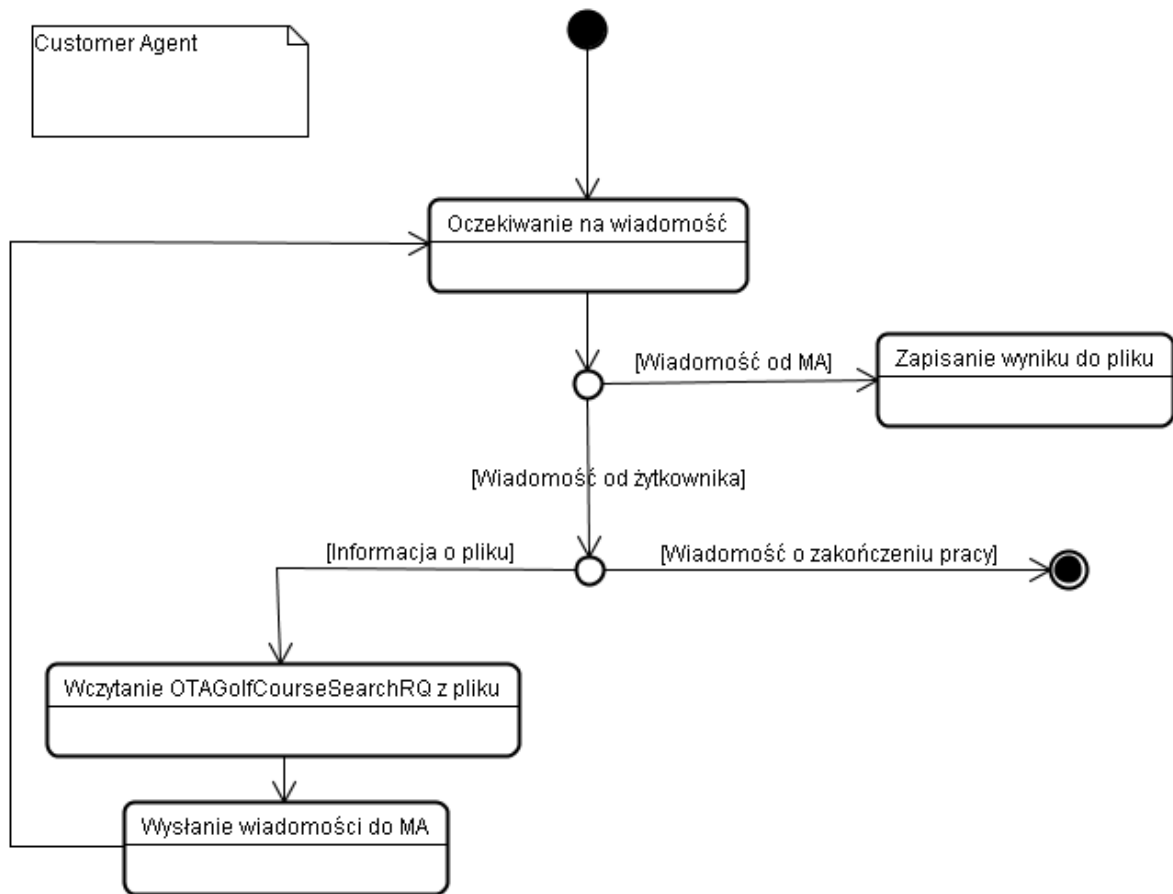 Customer Agent
Oczekiwanie na wiadomość
[Wiadomość od MA]
Zapisanie wyniku do pliku
[Wiadomość od żytkownika]
[Informacja o pliku]
[Wiadomość o zakończeniu pracy]
Wczytanie OTAGolfCourseSearchRQ z pliku
Wysłanie wiadomości do MA